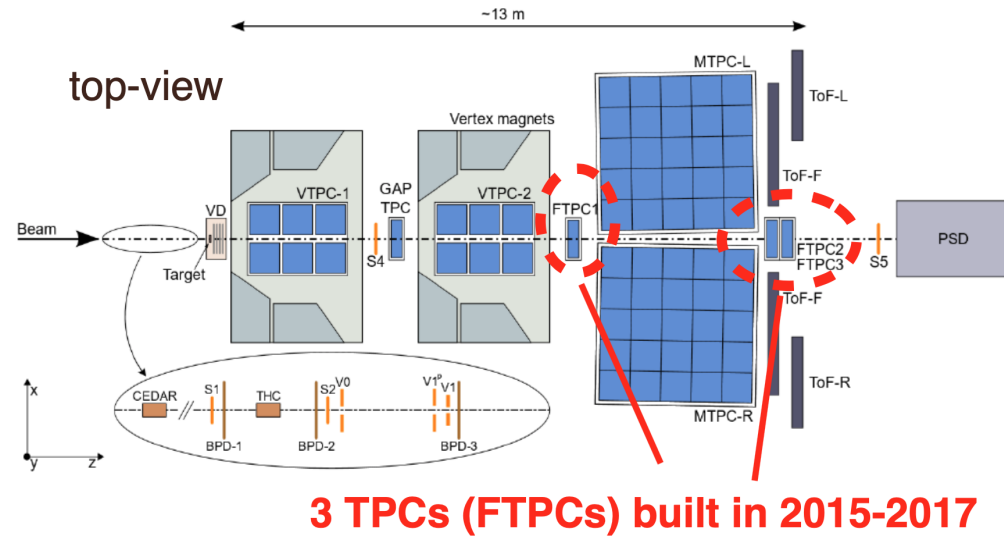 ~13 m
top-view
MTPC-L
ToF-L
Vertex magnets
ToF-F
VTPC-1
GAP
TPC
VTPC-2
FTPC1
VD
Beam
Target
S4
FTPC2
FTPC3
S5
PSD
ToF-F
ToF-R
MTPC-R
x
y
z
CEDAR
S1
BPD-1
THC
BPD-2
S2
V0
V1ᵖ
V1
BPD-3
3 TPCs (FTPCs) built in 2015-2017